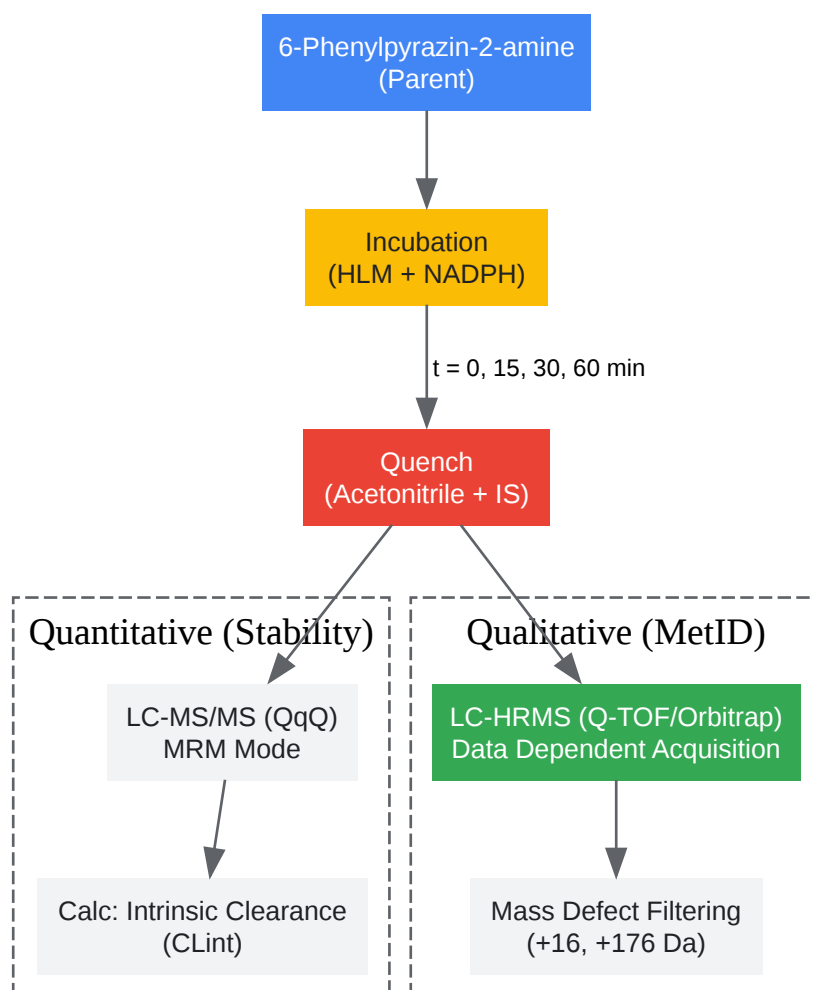 6-Phenylpyrazin-2-amine
(Parent)
Incubation
(HLM + NADPH)
t = 0, 15, 30, 60 min
Quench
(Acetonitrile + IS)
Quantitative (Stability)
LC-MS/MS (QqQ)
MRM Mode
Calc: Intrinsic Clearance
(CLint)
Qualitative (MetID)
LC-HRMS (Q-TOF/Orbitrap)
Data Dependent Acquisition
Mass Defect Filtering
(+16, +176 Da)